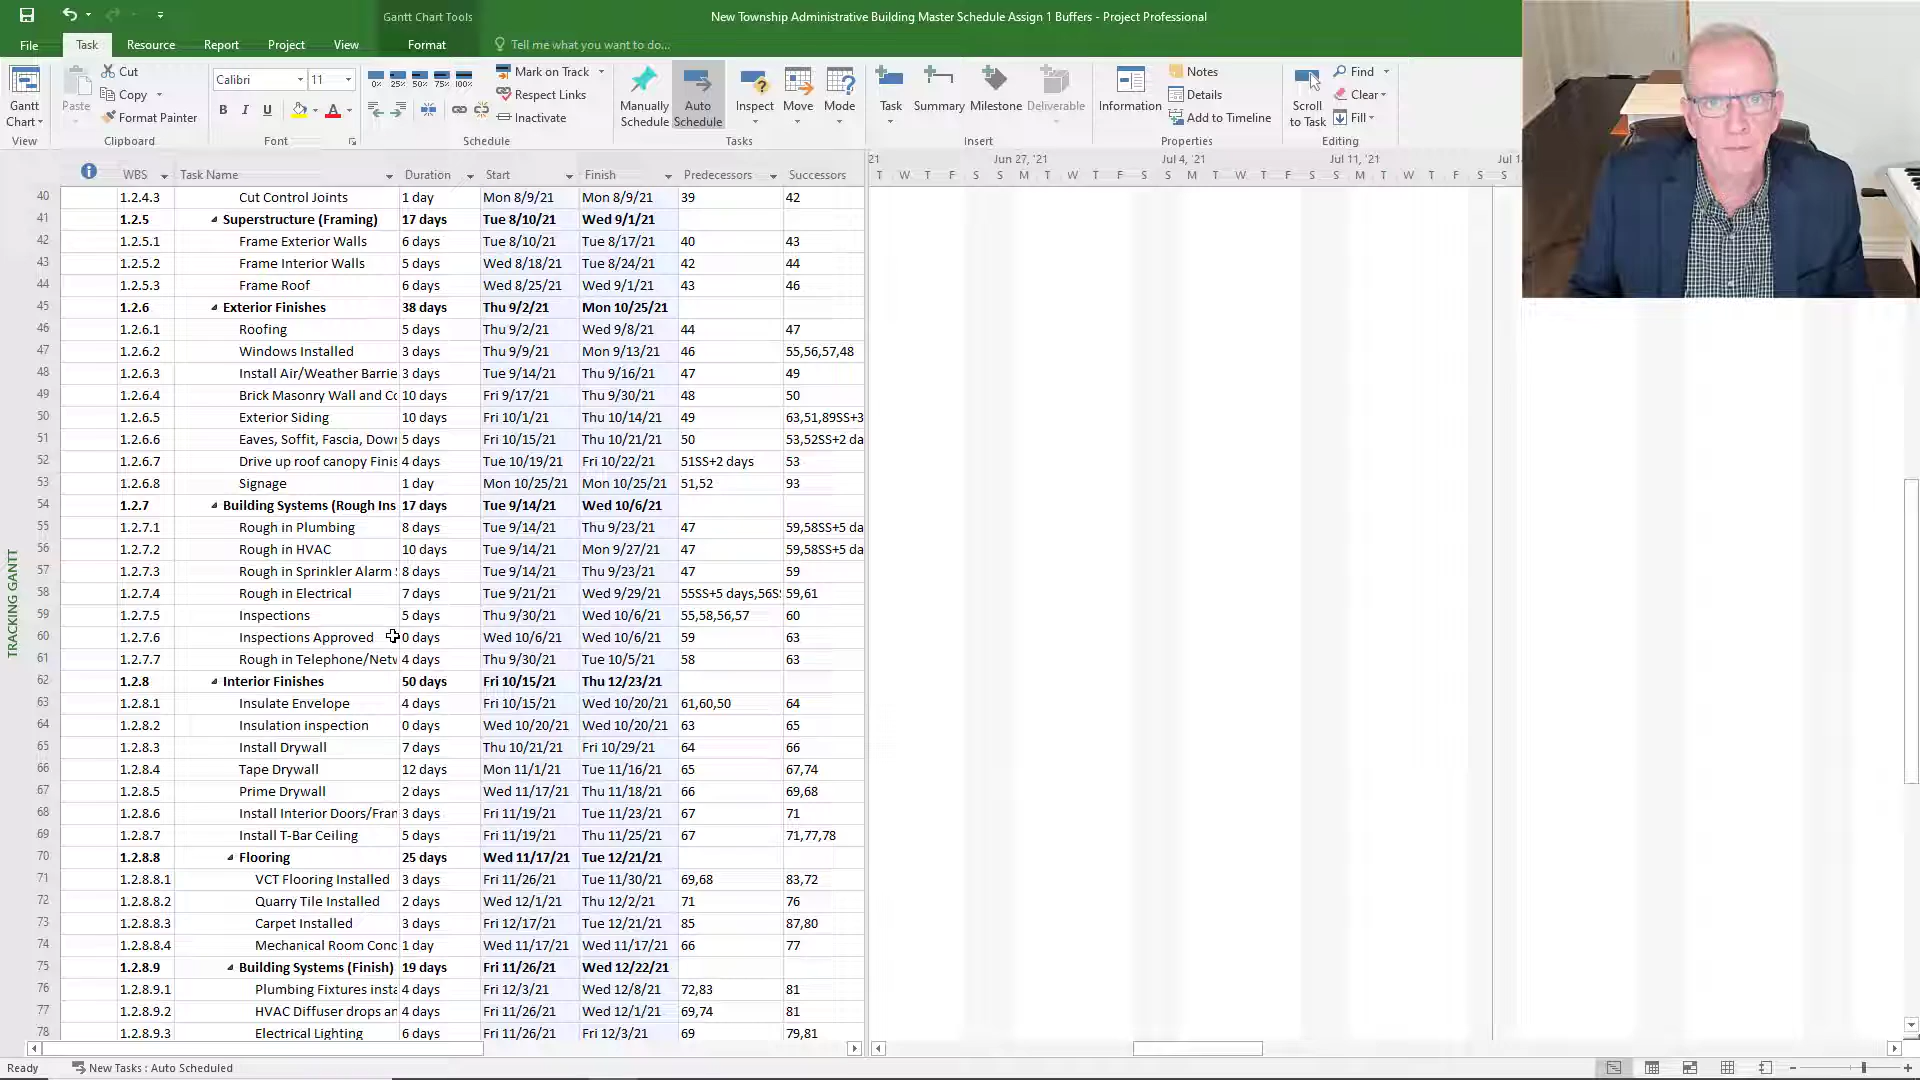 Gantt Chart Tools
New Township Administrative Building Master Schedule Assign 1 Buffers - Project Professional
File Task Resource Report Project View Format Tell me what you want to do...
Cut Calibri 11 0% 25% 50% 75% 100% Mark on Track Notes Find
Gantt Chart Paste Copy B I U Respect Links Manually Schedule Auto Schedule Inspect Move Mode Task Summary Milestone Deliverable Information Details Scroll to Task Clear
Format Painter Inactivate Add to Timeline Fill
View Clipboard Font Schedule Tasks Insert Properties Editing
21 Jun 27, '21 Jul 4, '21 Jul 11, '21
WBS Task Name Duration Start Finish Predecessors Successors T W T F S S M T W T F S S M T W T F S S M T W T F S S
40 1.2.4.3 Cut Control Joints 1 day Mon 8/9/21 Mon 8/9/21 39 42
41 1.2.5 Superstructure (Framing) 17 days Tue 8/10/21 Wed 9/1/21
42 1.2.5.1 Frame Exterior Walls 6 days Tue 8/10/21 Tue 8/17/21 40 43
43 1.2.5.2 Frame Interior Walls 5 days Wed 8/18/21 Tue 8/24/21 42 44
44 1.2.5.3 Frame Roof 6 days Wed 8/25/21 Wed 9/1/21 43 46
45 1.2.6 Exterior Finishes 38 days Thu 9/2/21 Mon 10/25/21
46 1.2.6.1 Roofing 5 days Thu 9/2/21 Wed 9/8/21 44 47
47 1.2.6.2 Windows Installed 3 days Thu 9/9/21 Mon 9/13/21 46 55,56,57,48
48 1.2.6.3 Install Air/Weather Barrie 3 days Tue 9/14/21 Thu 9/16/21 47 49
49 1.2.6.4 Brick Masonry Wall and Co 10 days Fri 9/17/21 Thu 9/30/21 48 50
50 1.2.6.5 Exterior Siding 10 days Fri 10/1/21 Thu 10/14/21 49 63,51,89SS+3
51 1.2.6.6 Eaves, Soffit, Fascia, Down 5 days Fri 10/15/21 Thu 10/21/21 50 53,52SS+2 da
52 1.2.6.7 Drive up roof canopy Finis 4 days Tue 10/19/21 Fri 10/22/21 51SS+2 days 53
53 1.2.6.8 Signage 1 day Mon 10/25/21 Mon 10/25/21 51,52 93
54 1.2.7 Building Systems (Rough Ins 17 days Tue 9/14/21 Wed 10/6/21
55 1.2.7.1 Rough in Plumbing 8 days Tue 9/14/21 Thu 9/23/21 47 59,58SS+5 da
56 1.2.7.2 Rough in HVAC 10 days Tue 9/14/21 Mon 9/27/21 47 59,58SS+5 da
57 1.2.7.3 Rough in Sprinkler Alarm 8 days Tue 9/14/21 Thu 9/23/21 47 59
58 1.2.7.4 Rough in Electrical 7 days Tue 9/21/21 Wed 9/29/21 55SS+5 days,56S 59,61
59 1.2.7.5 Inspections 5 days Thu 9/30/21 Wed 10/6/21 55,58,56,57 60
60 1.2.7.6 Inspections Approved 0 days Wed 10/6/21 Wed 10/6/21 59 63
61 1.2.7.7 Rough in Telephone/Netw 4 days Thu 9/30/21 Tue 10/5/21 58 63
62 1.2.8 Interior Finishes 50 days Fri 10/15/21 Thu 12/23/21
63 1.2.8.1 Insulate Envelope 4 days Fri 10/15/21 Wed 10/20/21 61,60,50 64
64 1.2.8.2 Insulation inspection 0 days Wed 10/20/21 Wed 10/20/21 63 65
65 1.2.8.3 Install Drywall 7 days Thu 10/21/21 Fri 10/29/21 64 66
66 1.2.8.4 Tape Drywall 12 days Mon 11/1/21 Tue 11/16/21 65 67,74
67 1.2.8.5 Prime Drywall 2 days Wed 11/17/21 Thu 11/18/21 66 69,68
68 1.2.8.6 Install Interior Doors/Fran 3 days Fri 11/19/21 Tue 11/23/21 67 71
69 1.2.8.7 Install T-Bar Ceiling 5 days Fri 11/19/21 Thu 11/25/21 67 71,77,78
70 1.2.8.8 Flooring 25 days Wed 11/17/21 Tue 12/21/21
71 1.2.8.8.1 VCT Flooring Installed 3 days Fri 11/26/21 Tue 11/30/21 69,68 83,72
72 1.2.8.8.2 Quarry Tile Installed 2 days Wed 12/1/21 Thu 12/2/21 71 76
73 1.2.8.8.3 Carpet Installed 3 days Fri 12/17/21 Tue 12/21/21 85 87,80
74 1.2.8.8.4 Mechanical Room Conc 1 day Wed 11/17/21 Wed 11/17/21 66 77
75 1.2.8.9 Building Systems (Finish) 19 days Fri 11/26/21 Wed 12/22/21
76 1.2.8.9.1 Plumbing Fixtures insta 4 days Fri 12/3/21 Wed 12/8/21 72,83 81
77 1.2.8.9.2 HVAC Diffuser drops an 4 days Fri 11/26/21 Wed 12/1/21 69,74 81
78 1.2.8.9.3 Electrical Lighting 6 days Fri 11/26/21 Fri 12/3/21 69 79,81
TRACKING GANTT
Ready New Tasks : Auto Scheduled